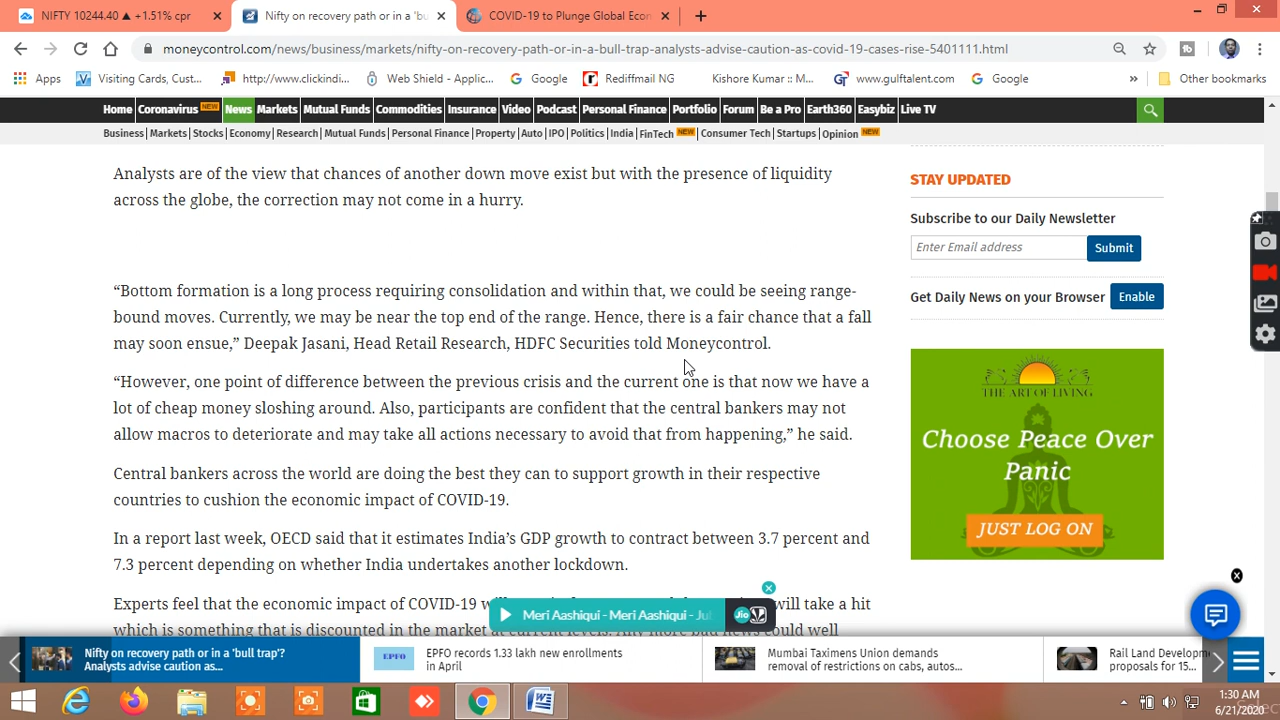 NIFTY 10244.40 ▲ +1.51% cpr
Nifty on recovery path or in a 'bu
COVID-19 to Plunge Global Econ
moneycontrol.com/news/business/markets/nifty-on-recovery-path-or-in-a-bull-trap-analysts-advise-caution-as-covid-19-cases-rise-5401111.html
Apps Visiting Cards, Cust... http://www.clickindi... Web Shield - Applic... Google Rediffmail NG Kishore Kumar :: M... www.gulftalent.com Google » Other bookmarks
Home Coronavirus NEW News Markets Mutual Funds Commodities Insurance Video Podcast Personal Finance Portfolio Forum Be a Pro Earth360 Easybiz Live TV
Business Markets Stocks Economy Research Mutual Funds Personal Finance Property Auto IPO Politics India FinTech NEW Consumer Tech Startups Opinion NEW
Analysts are of the view that chances of another down move exist but with the presence of liquidity
across the globe, the correction may not come in a hurry.
“Bottom formation is a long process requiring consolidation and within that, we could be seeing range-
bound moves. Currently, we may be near the top end of the range. Hence, there is a fair chance that a fall
may soon ensue,” Deepak Jasani, Head Retail Research, HDFC Securities told Moneycontrol.
“However, one point of difference between the previous crisis and the current one is that now we have a
lot of cheap money sloshing around. Also, participants are confident that the central bankers may not
allow macros to deteriorate and may take all actions necessary to avoid that from happening,” he said.
Central bankers across the world are doing the best they can to support growth in their respective
countries to cushion the economic impact of COVID-19.
In a report last week, OECD said that it estimates India’s GDP growth to contract between 3.7 percent and
7.3 percent depending on whether India undertakes another lockdown.
Experts feel that the economic impact of COVID-19 will will take a hit
which is something that is discounted in the market at current levels. Any more bad news could well
STAY UPDATED
Subscribe to our Daily Newsletter
Enter Email address
Submit
Get Daily News on your Browser
Enable
THE ART OF LIVING
Choose Peace Over
Panic
JUST LOG ON
Meri Aashiqui - Meri Aashiqui - Jul
Jio
Nifty on recovery path or in a 'bull trap'?
Analysts advise caution as...
EPFO
EPFO records 1.33 lakh new enrollments
in April
Mumbai Taximens Union demands
removal of restrictions on cabs, autos...
Rail Land Developm
proposals for 15...
1:30 AM
6/21/2020